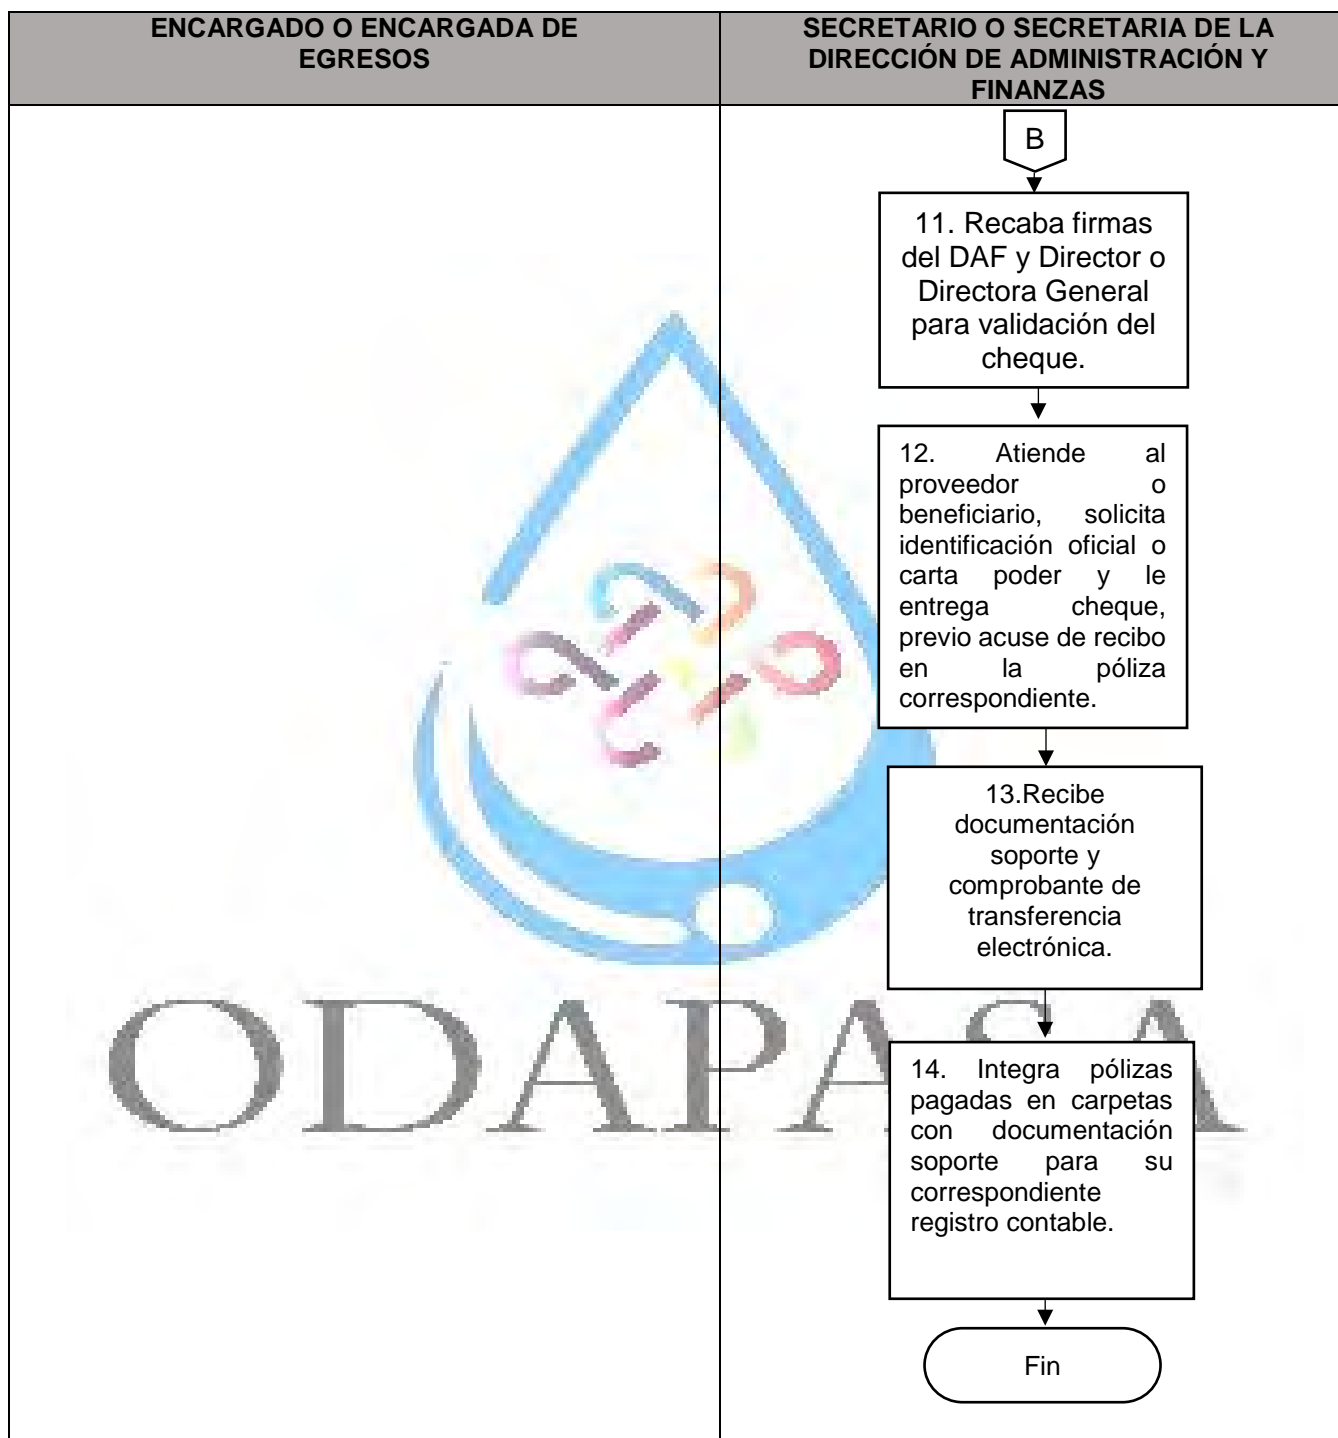 ENCARGADO O ENCARGADA DE
EGRESOS
SECRETARIO O SECRETARIA DE LA
DIRECCIÓN DE ADMINISTRACIÓN Y
FINANZAS
B
11. Recaba firmas
del DAF y Director o
Directora General
para validación del
cheque.
12. Atiende al
proveedor o
beneficiario, solicita
identificación oficial o
carta poder y le
entrega cheque,
previo acuse de recibo
en la póliza
correspondiente.
13.Recibe
documentación
soporte y
comprobante de
transferencia
electrónica.
ODAPASA
14. Integra pólizas
pagadas en carpetas
con documentación
soporte para su
correspondiente
registro contable.
Fin